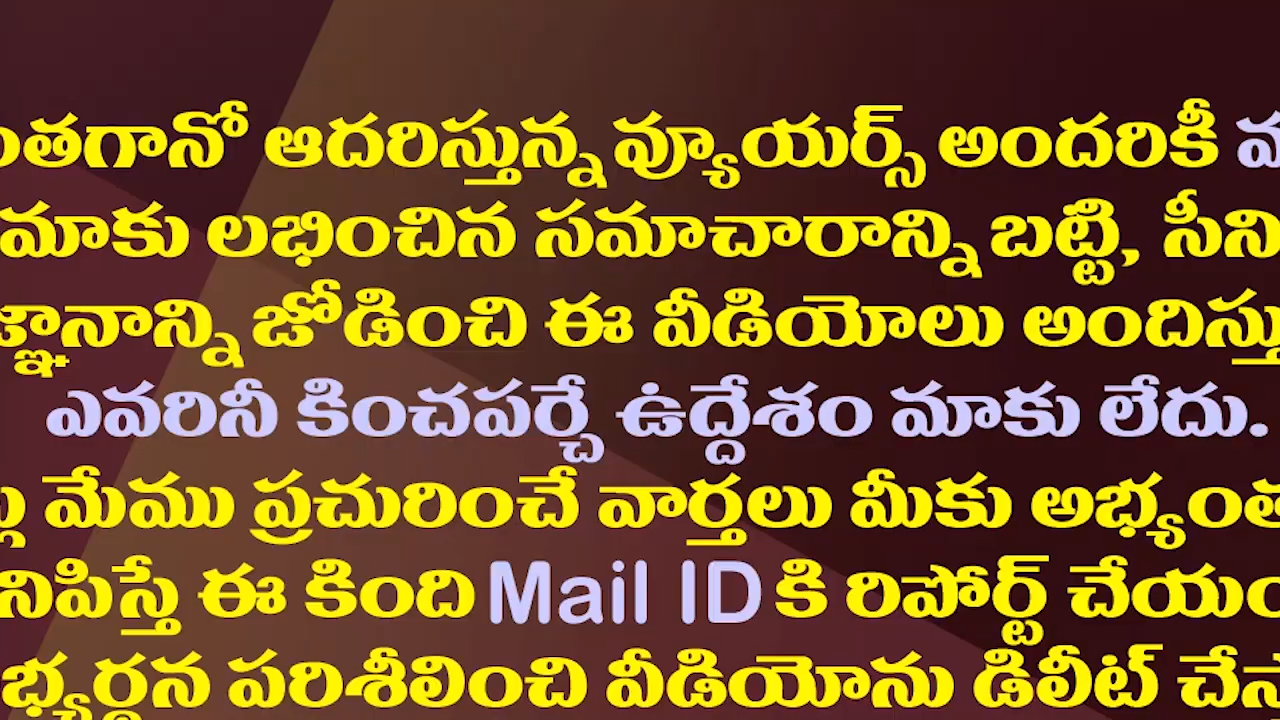 ంతగానో ఆదరిస్తున్న వ్యూయర్స్ అందరికీ
మాకు లభించిన సమాచారాన్ని బట్టి, సీని
జ్ఞానాన్ని జోడించి ఈ వీడియోలు అందిస్తు
ఎవరినీ కించపర్చే ఉద్దేశం మాకు లేదు.
మేము ప్రచురించే వార్తలు మీకు అభ్యంత
నిపిస్తే ఈ కింది Mail ID కి రిపోర్ట్ చేయం
భ్యర్థన పరిశీలించి వీడియోను డిలీట్ చేస